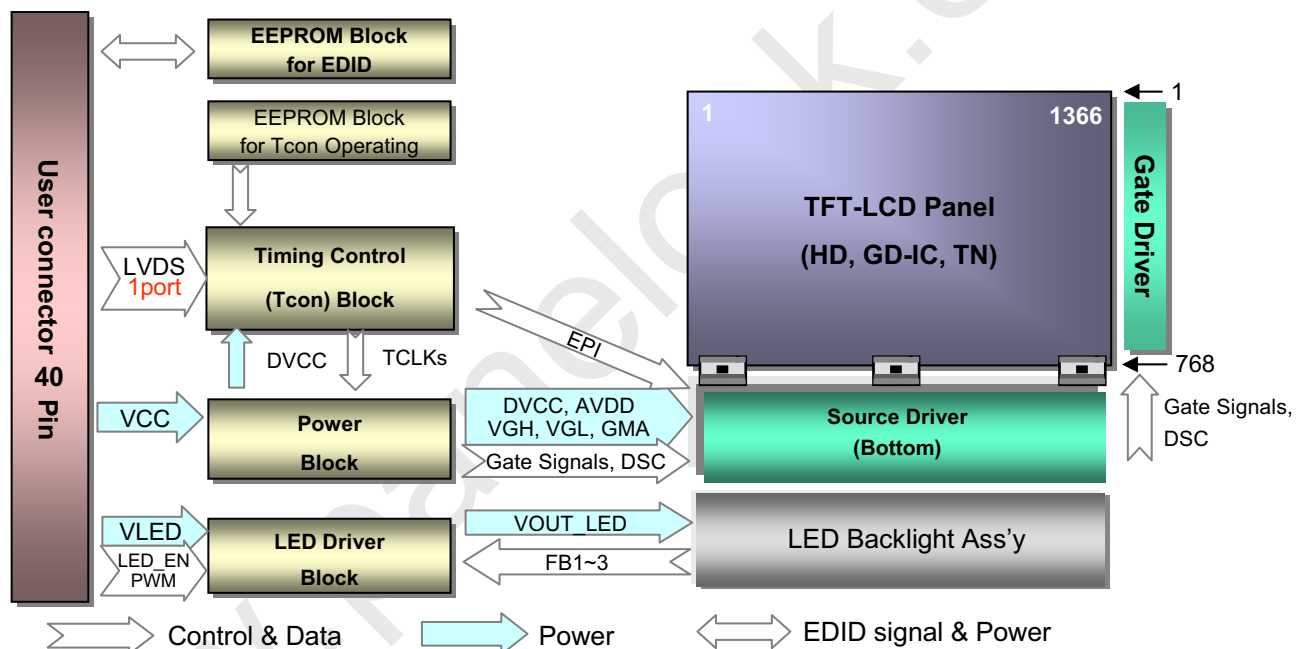 User connector 40 Pin
EEPROM Block
for EDID
EEPROM Block
for Tcon Operating
LVDS
1port
Timing Control
(Tcon) Block
DVCC
TCLKs
EPI
VCC
Power
Block
DVCC, AVDD
VGH, VGL, GMA
Gate Signals, DSC
VLED
LED_EN
PWM
LED Driver
Block
VOUT_LED
FB1~3
1
1366
TFT-LCD Panel
(HD, GD-IC, TN)
1
Gate Driver
768
Source Driver
(Bottom)
Gate Signals,
DSC
LED Backlight Ass’y
Control & Data
Power
EDID signal & Power